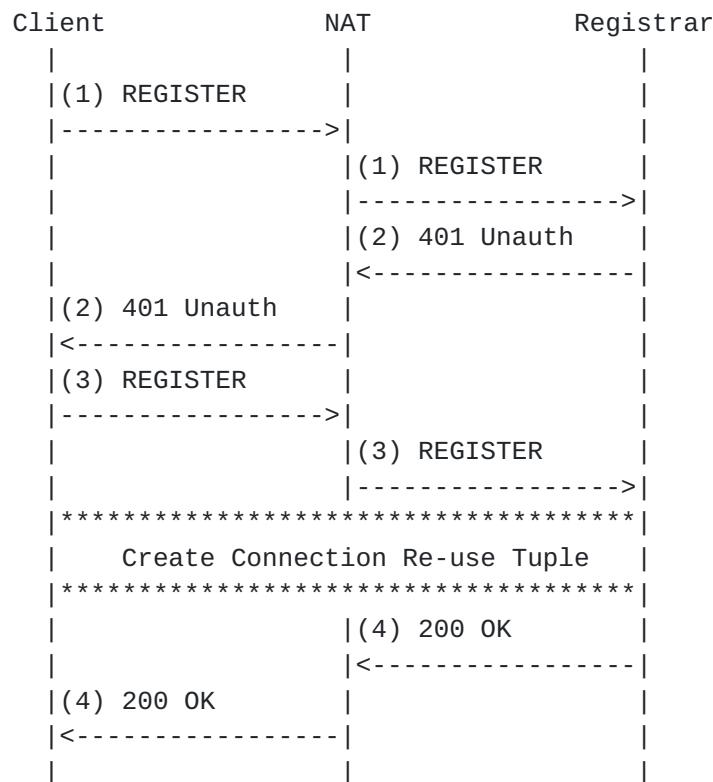 Client              NAT             Registrar
  |                  |                  |
  |(1) REGISTER      |                  |
  |----------------->|                  |
  |                  |(1) REGISTER      |
  |                  |----------------->|
  |                  |(2) 401 Unauth    |
  |                  |<-----------------|
  |(2) 401 Unauth    |                  |
  |<-----------------|                  |
  |(3) REGISTER      |                  |
  |----------------->|                  |
  |                  |(3) REGISTER      |
  |                  |----------------->|
  |*************************************|
  |    Create Connection Re-use Tuple   |
  |*************************************|
  |                  |(4) 200 OK        |
  |                  |<-----------------|
  |(4) 200 OK        |                  |
  |<-----------------|                  |
  |                  |                  |